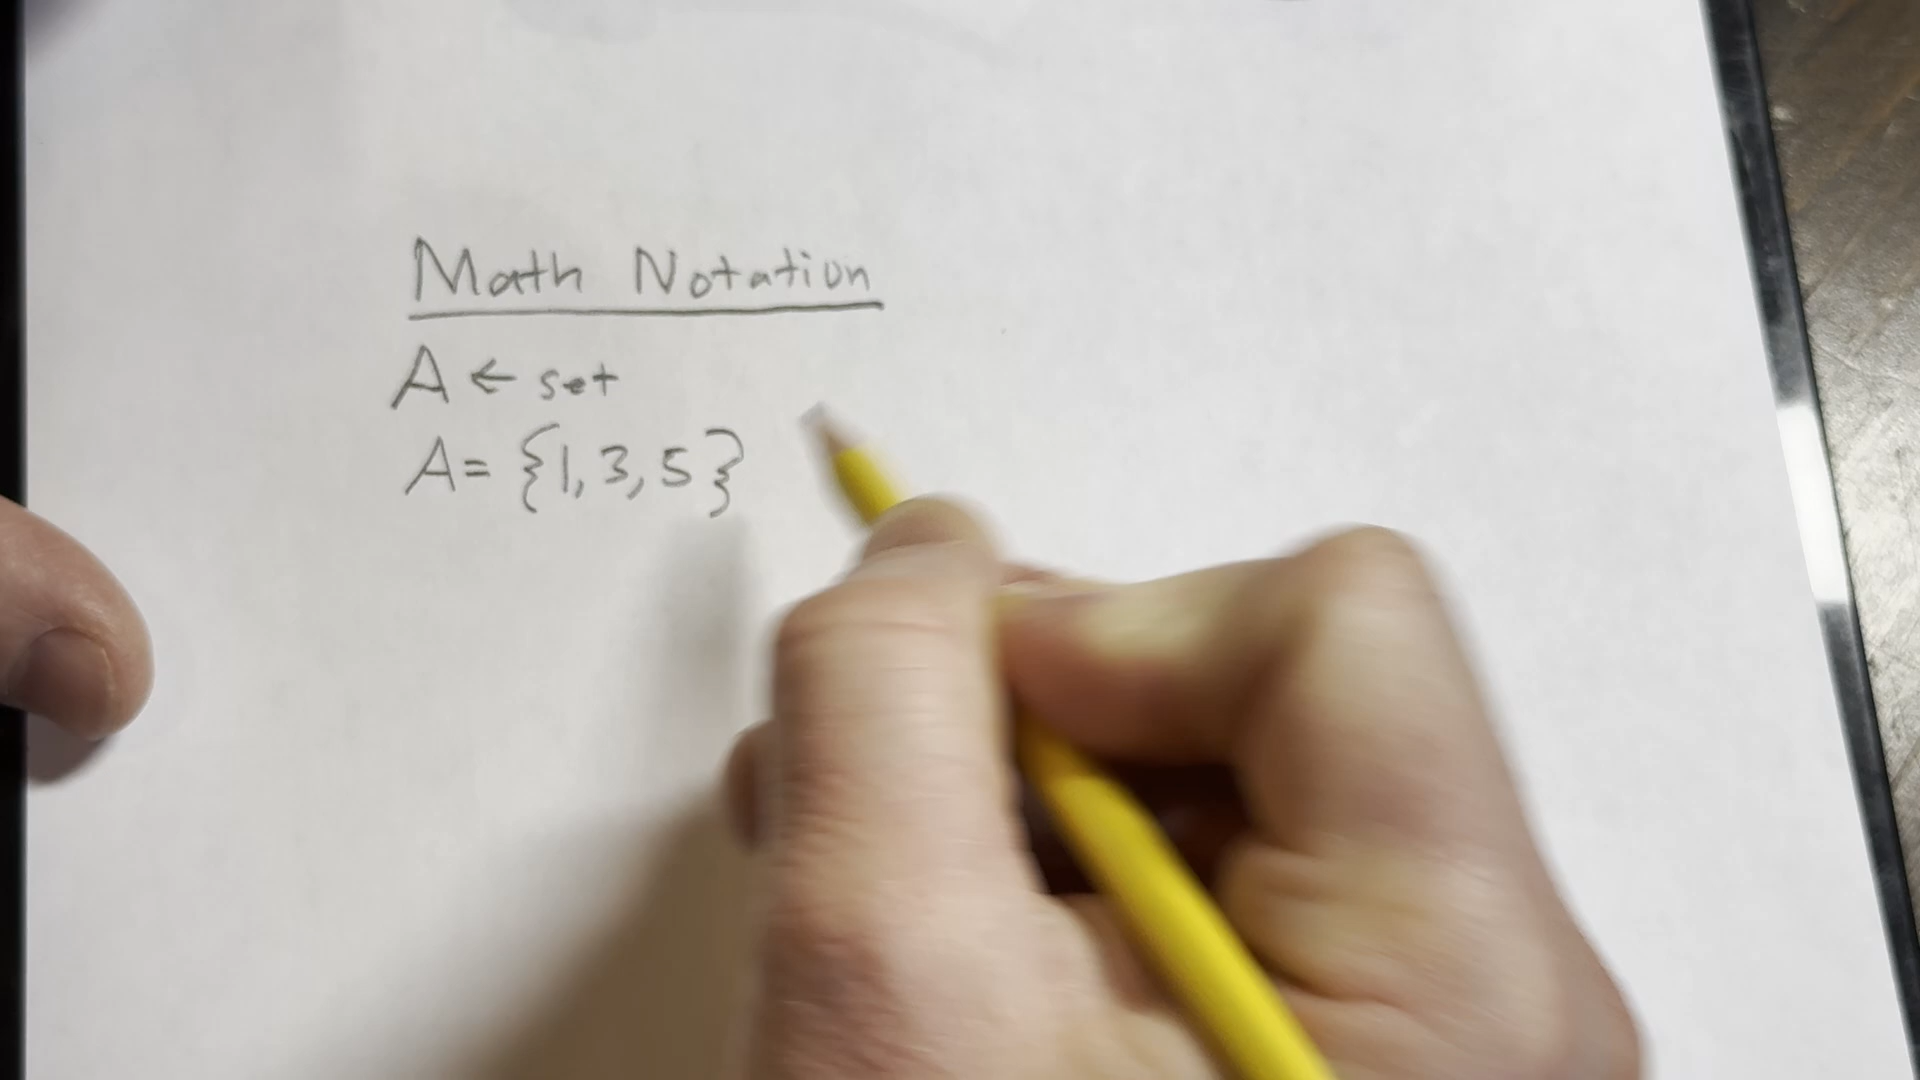 Math Notation
A ← set
A = {1, 3, 5}